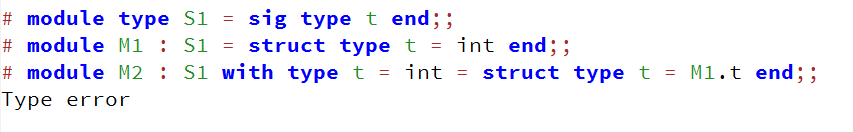 # module type S1 = sig type t end;;
# module M1 : S1 = struct type t = int end;;
# module M2 : S1 with type t = int = struct type t = M1.t end;;
Type error